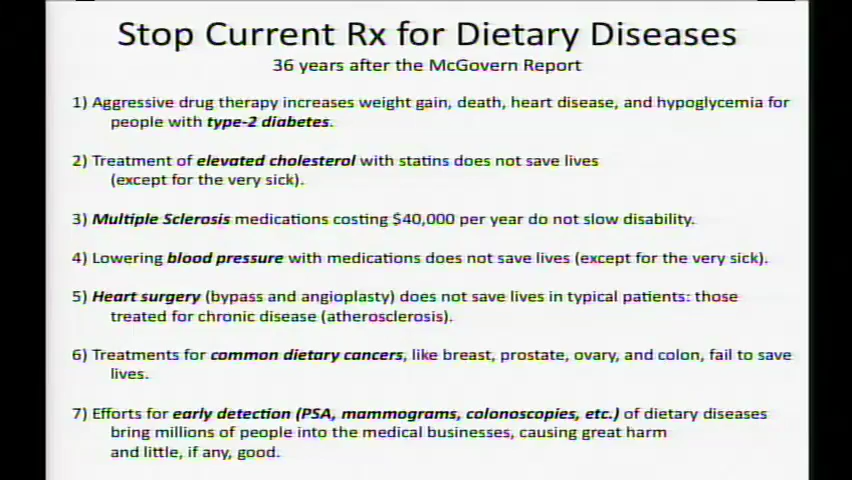 Stop Current Rx for Dietary Diseases
36 years after the McGovern Report
1) Aggressive drug therapy increases weight gain, death, heart disease, and hypoglycemia for
people with type-2 diabetes.
2) Treatment of elevated cholesterol with statins does not save lives
(except for the very sick).
3) Multiple Sclerosis medications costing $40,000 per year do not slow disability.
4) Lowering blood pressure with medications does not save lives (except for the very sick).
5) Heart surgery (bypass and angioplasty) does not save lives in typical patients: those
treated for chronic disease (atherosclerosis).
6) Treatments for common dietary cancers, like breast, prostate, ovary, and colon, fail to save
lives.
7) Efforts for early detection (PSA, mammograms, colonoscopies, etc.) of dietary diseases
bring millions of people into the medical businesses, causing great harm
and little, if any, good.